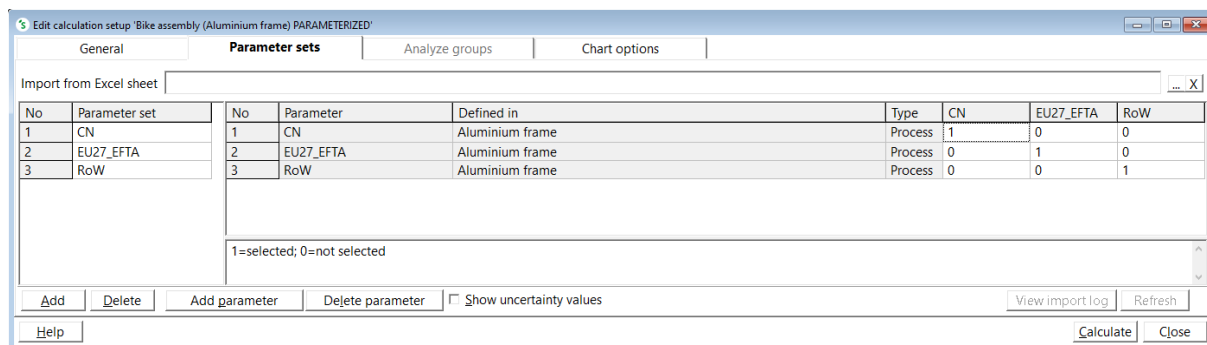 Edit calculation setup 'Bike assembly (Aluminium frame) PARAMETERIZED'
General Parameter sets Analyze groups Chart options
Import from Excel sheet ... X
No Parameter set No Parameter Defined in Type CN EU27_EFTA RoW
1 CN 1 CN Aluminium frame Process 1 0 0
2 EU27_EFTA 2 EU27_EFTA Aluminium frame Process 0 1 0
3 RoW 3 RoW Aluminium frame Process 0 0 1
1=selected; 0=not selected
Add Delete Add parameter Delete parameter Show uncertainty values View import log Refresh
Help Calculate Close